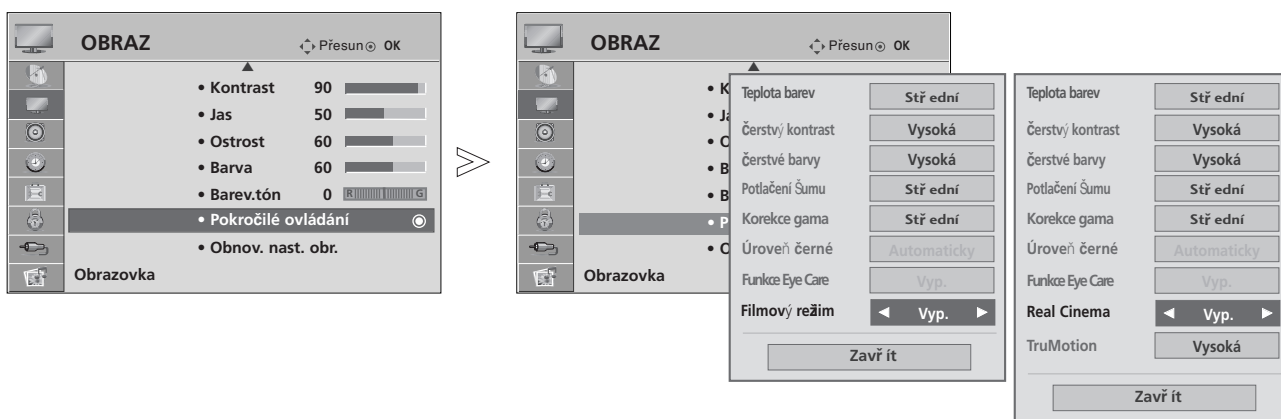 OBRAZ Přesun OK
• Kontrast 90
• Jas 50
• Ostrost 60
• Barva 60
• Barev.tón 0 R G
• Pokročilé ovládání
• Obnov. nast. obr.
Obrazovka
OBRAZ Přesun OK
• K
• Ja
• O
• B
• B
• P
• O
Obrazovka
Teplota barev Stř ední
čerstvý kontrast Vysoká
čerstvé barvy Vysoká
Potlačení Šumu Stř ední
Korekce gama Stř ední
Úroveň černé Automaticky
Funkce Eye Care Vyp.
Filmový režim ◄ Vyp. ►
Zavř ít
Teplota barev Stř ední
čerstvý kontrast Vysoká
čerstvé barvy Vysoká
Potlačení Šumu Stř ední
Korekce gama Stř ední
Úroveň černé Automaticky
Funkce Eye Care Vyp.
Real Cinema ◄ Vyp. ►
TruMotion Vysoká
Zavř ít